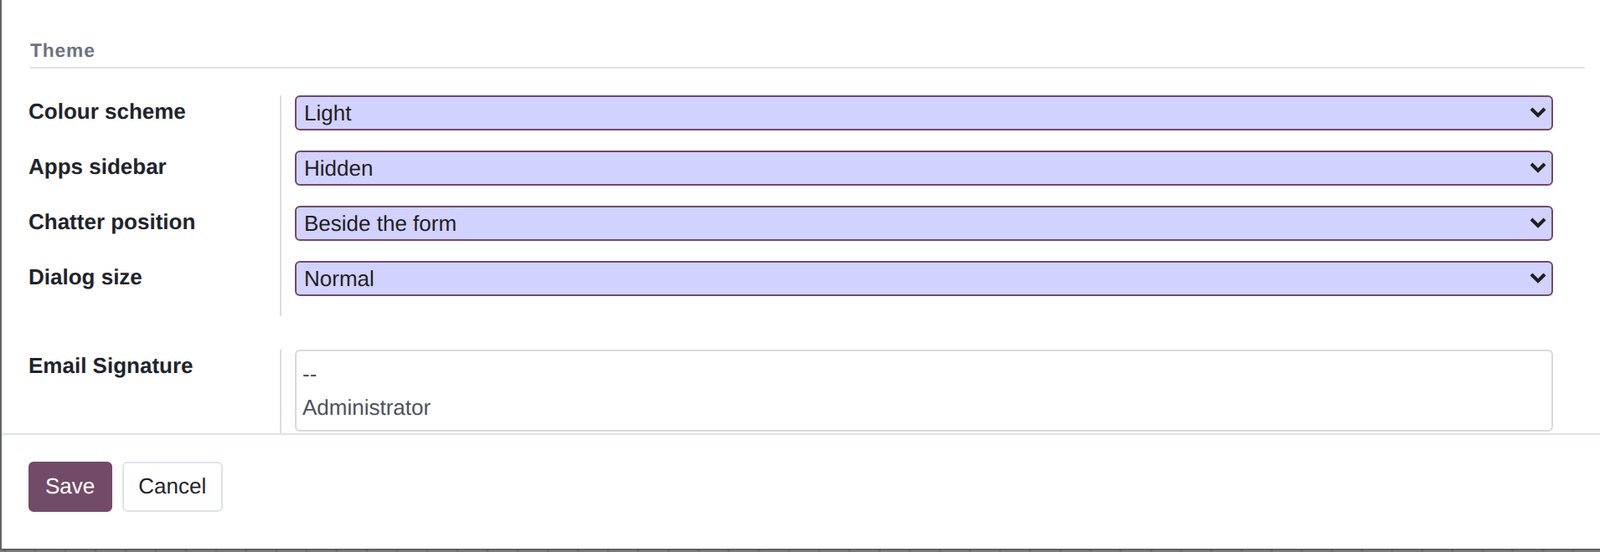 Theme
Colour scheme Light
Apps sidebar Hidden
Chatter position Beside the form
Dialog size Normal
Email Signature --
Administrator
Save Cancel